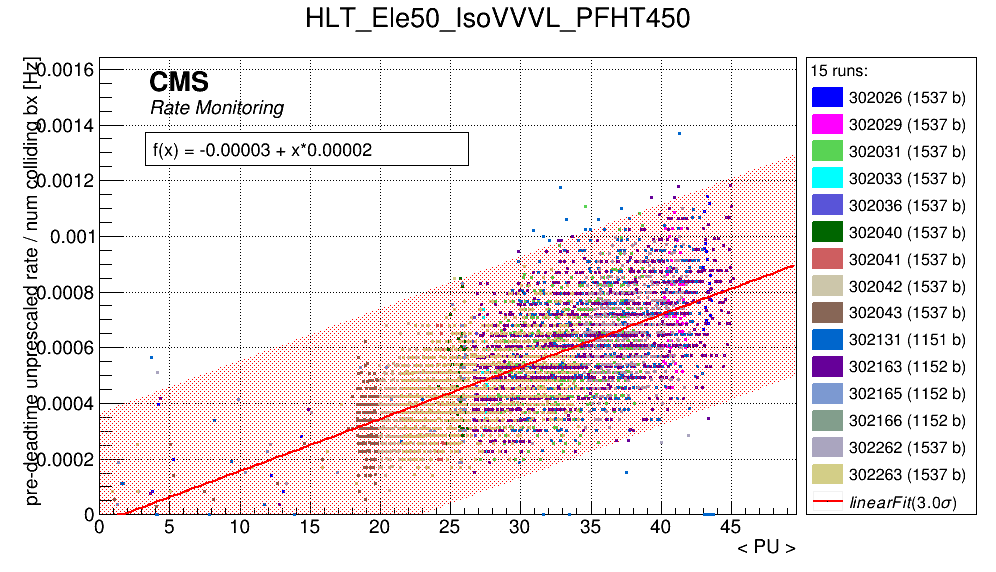 HLT_Ele50_IsoVVVL_PFHT450
pre-deadtime unprescaled rate / num colliding bx [Hz]
0.0016
0.0014
0.0012
0.001
0.0008
0.0006
0.0004
0.0002
0
CMS
Rate Monitoring
f(x) = -0.00003 + x*0.00002
0 5 10 15 20 25 30 35 40 45
< PU >
15 runs:
302026 (1537 b)
302029 (1537 b)
302031 (1537 b)
302033 (1537 b)
302036 (1537 b)
302040 (1537 b)
302041 (1537 b)
302042 (1537 b)
302043 (1537 b)
302131 (1151 b)
302163 (1152 b)
302165 (1152 b)
302166 (1152 b)
302262 (1537 b)
302263 (1537 b)
linearFit(3.0σ)